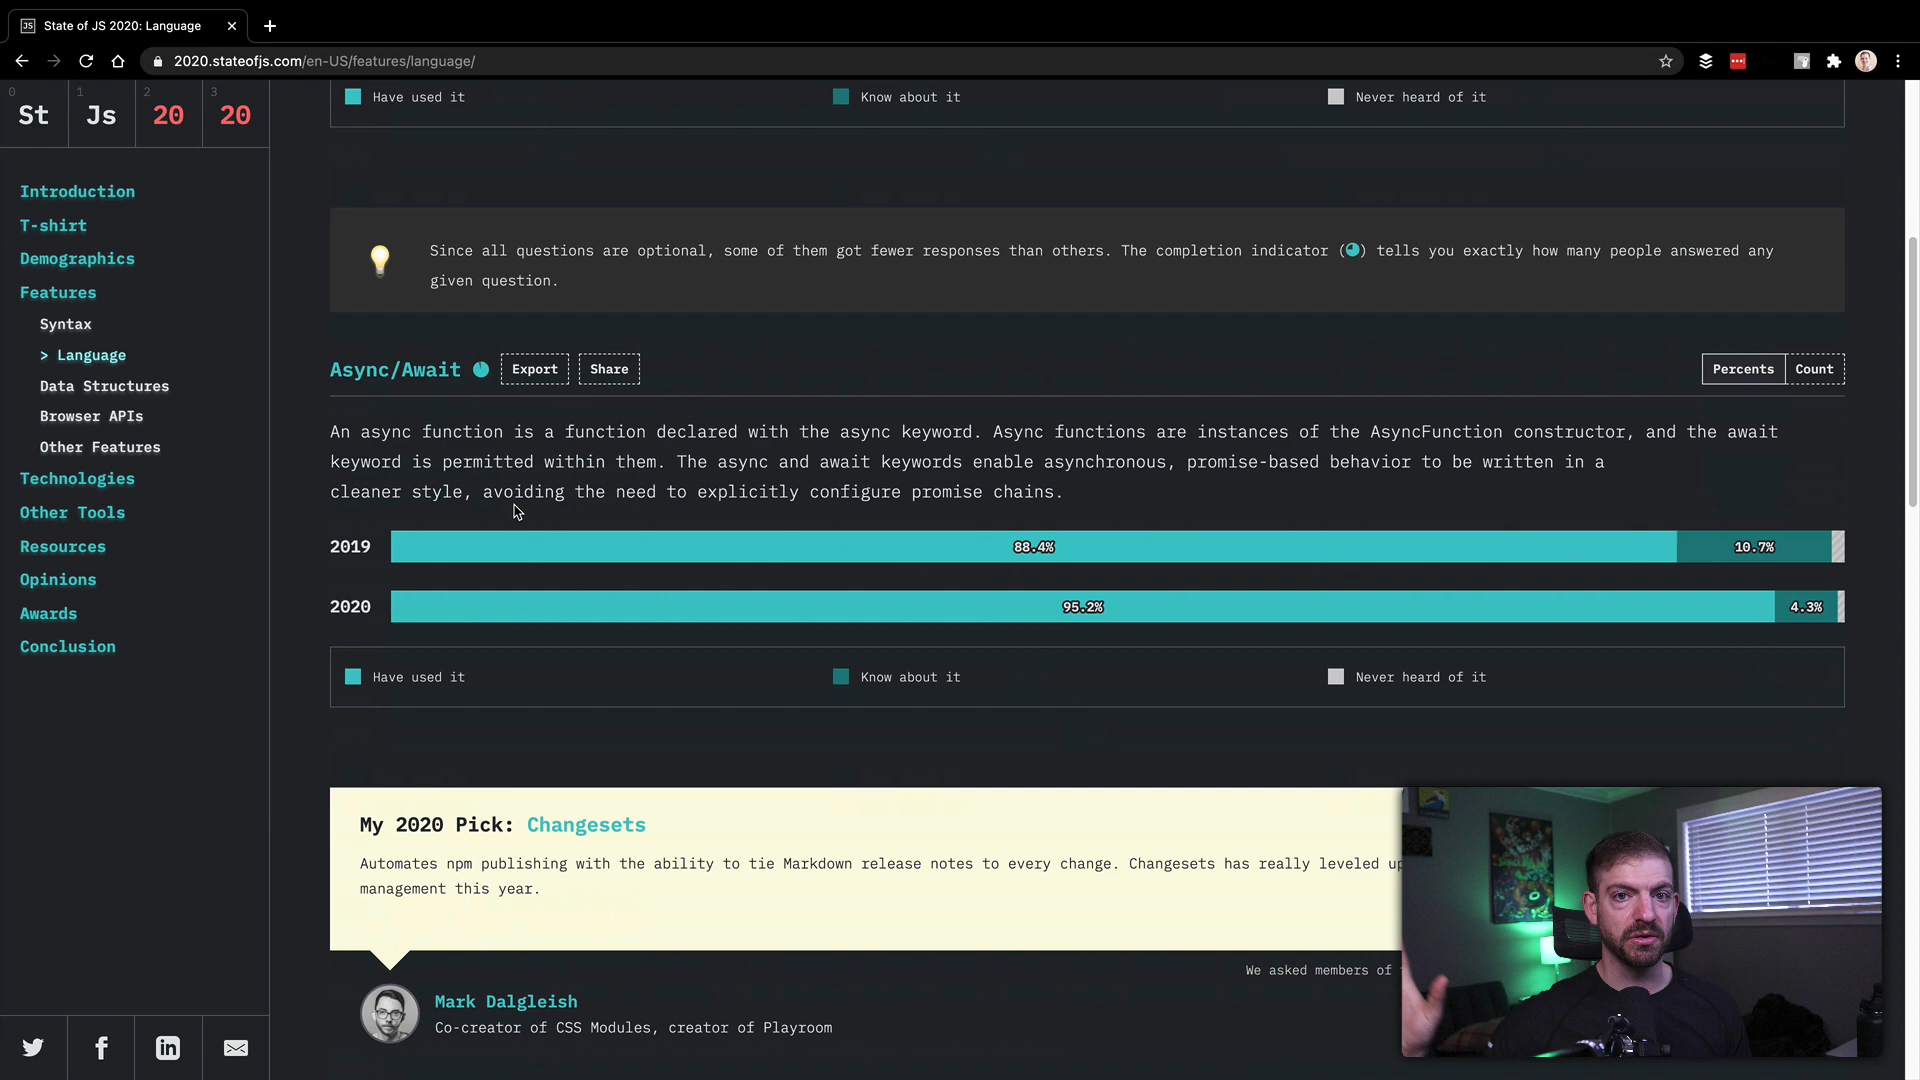 State of JS 2020: Language
2020.stateofjs.com/en-US/features/language/
0 1 2 3
St Js 20 20
Have used it Know about it Never heard of it
Introduction
T-shirt
Demographics
Features
Syntax
> Language
Data Structures
Browser APIs
Other Features
Technologies
Other Tools
Resources
Opinions
Awards
Conclusion
Since all questions are optional, some of them got fewer responses than others. The completion indicator () tells you exactly how many people answered any
given question.
Async/Await Export Share Percents Count
An async function is a function declared with the async keyword. Async functions are instances of the AsyncFunction constructor, and the await
keyword is permitted within them. The async and await keywords enable asynchronous, promise-based behavior to be written in a
cleaner style, avoiding the need to explicitly configure promise chains.
2019 88.4% 10.7%
2020 95.2% 4.3%
Have used it Know about it Never heard of it
My 2020 Pick: Changesets
Automates npm publishing with the ability to tie Markdown release notes to every change. Changesets has really leveled up
management this year.
We asked members of
Mark Dalgleish
Co-creator of CSS Modules, creator of Playroom